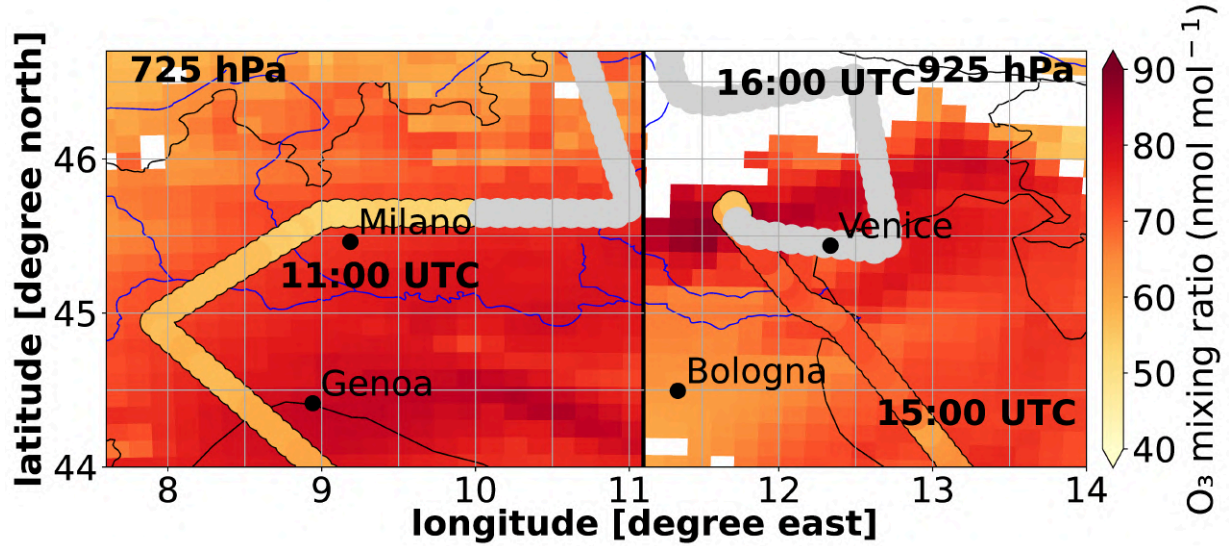 725 hPa
16:00 UTC
925 hPa
Milano
11:00 UTC
Genoa
Venice
Bologna
15:00 UTC
latitude [degree north]
46
45
44
8
9
10
11
12
13
14
longitude [degree east]
90
80
70
60
50
40
O₃ mixing ratio (nmol mol⁻¹)